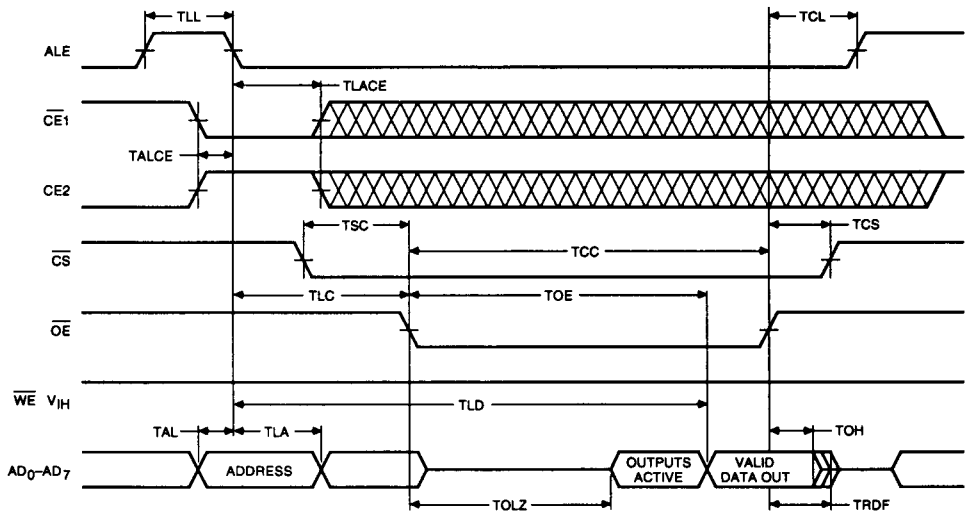 TLL
TCL
ALE
TLACE
CE1
TALCE
CE2
TSC
TCC
TCS
CS
TLC
TOE
OE
WE VIH
TLD
TAL
TLA
TOH
AD0–AD7
ADDRESS
OUTPUTS
ACTIVE
VALID
DATA OUT
TOLZ
TRDF